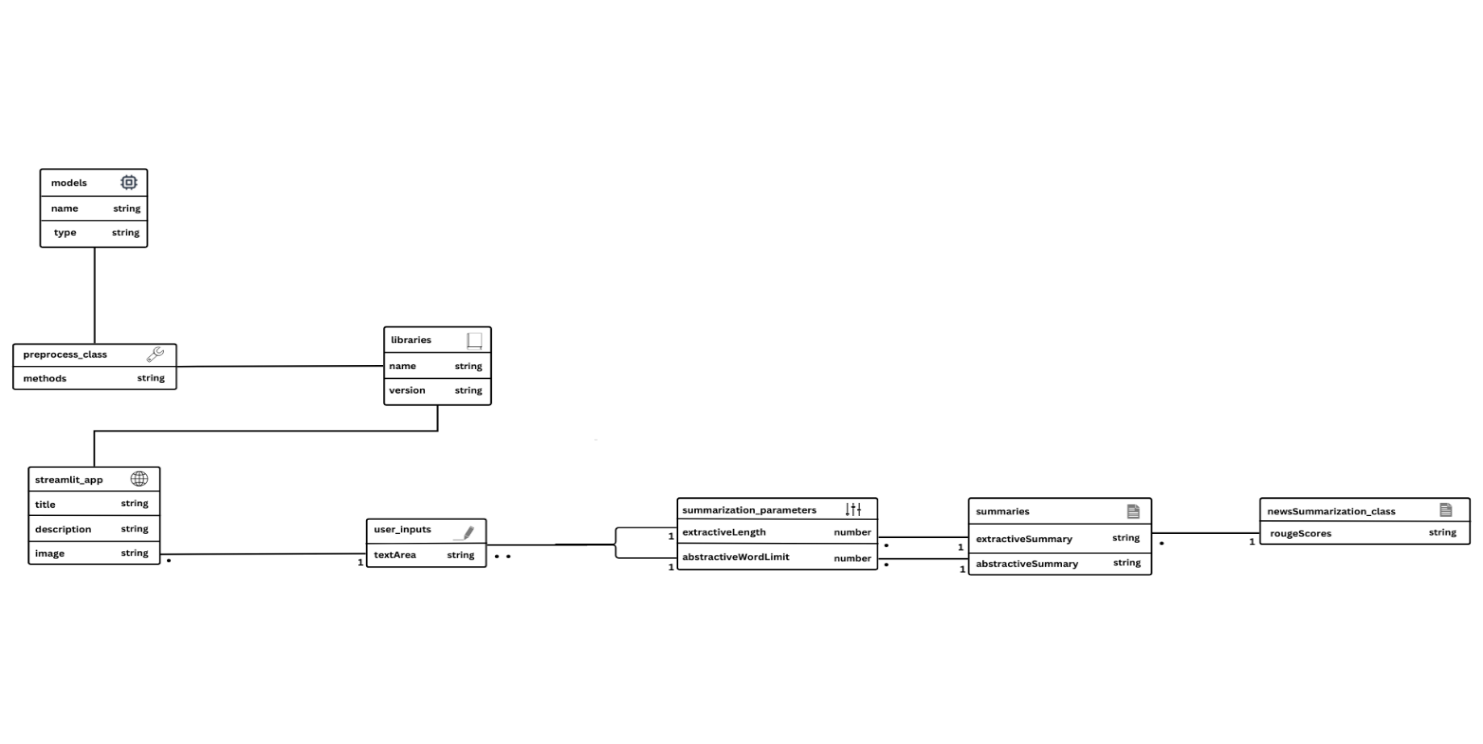 models
name string
type string
preprocess_class
methods string
libraries
name string
version string
streamlit_app
title string
description string
image string
•
1
user_inputs
textArea string
• •
1
1
summarization_parameters
extractiveLength number
abstractiveWordLimit number
•
•
1
1
summaries
extractiveSummary string
abstractiveSummary string
•
1
newsSummarization_class
rougeScores string